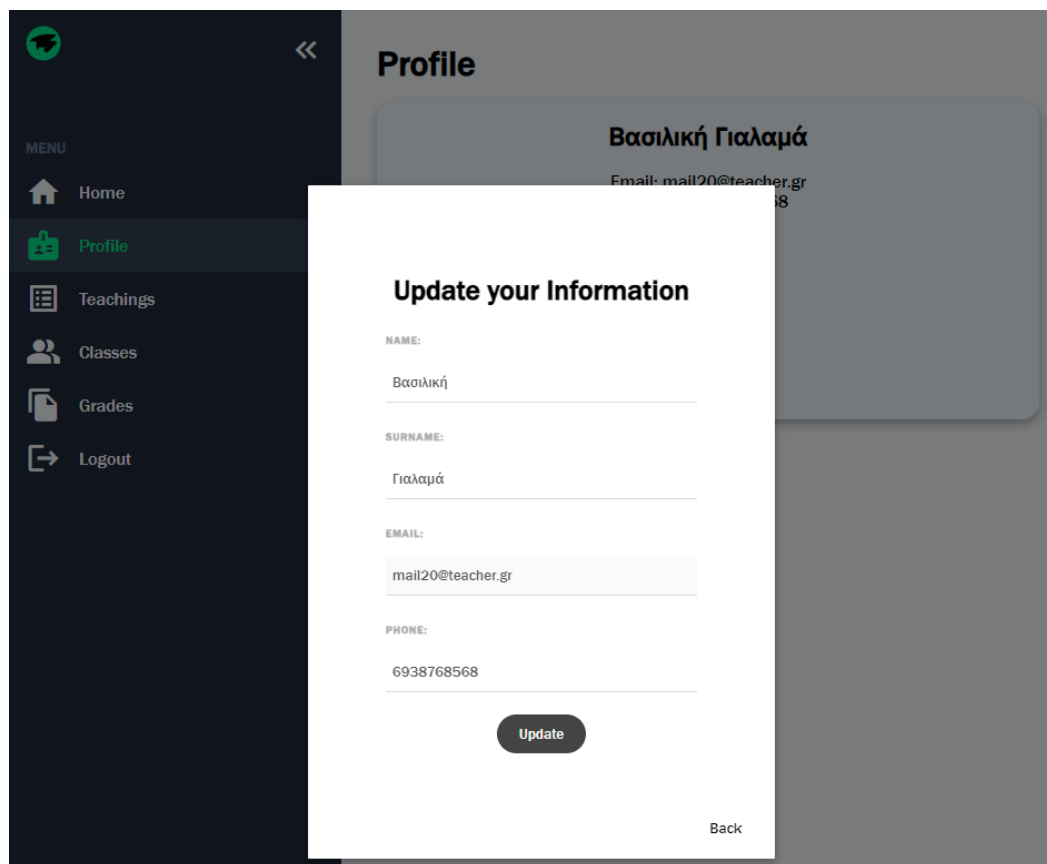 Profile
MENU
Home
Profile
Teachings
Classes
Grades
Logout
Βασιλική Γιαλαμά
Email: mail20@teacher.gr
Update your Information
NAME:
Βασιλική
SURNAME:
Γιαλαμά
EMAIL:
mail20@teacher.gr
PHONE:
6938768568
Update
Back